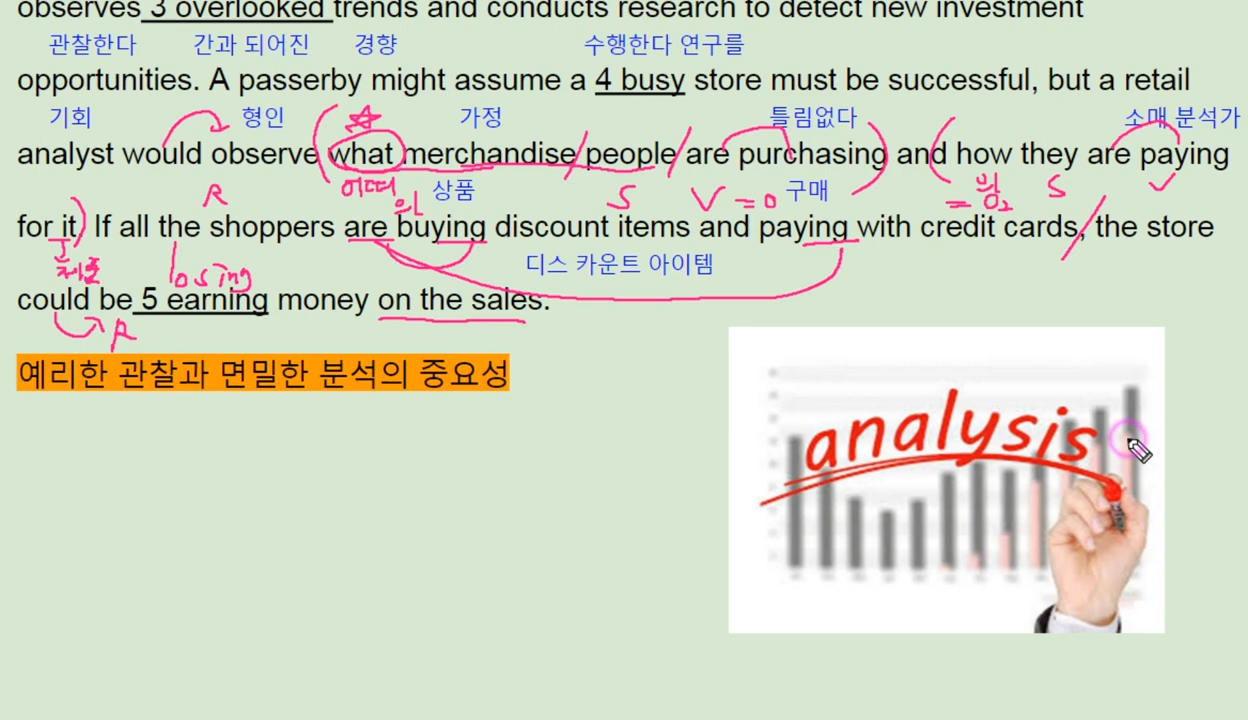 observes 3 overlooked trends and conducts research to detect new investment
관찰한다 간과 되어진 경향 수행한다 연구를
opportunities. A passerby might assume a 4 busy store must be successful, but a retail
기회 형인 가정 틀림없다 소매 분석가
analyst would observe what merchandise people are purchasing and how they are paying
R 어떠 의 상품 S V = 0 구매 = S V
for it. If all the shoppers are buying discount items and paying with credit cards, the store
losing 디스 카운트 아이템
could be 5 earning money on the sales.
R
예리한 관찰과 면밀한 분석의 중요성
analysis